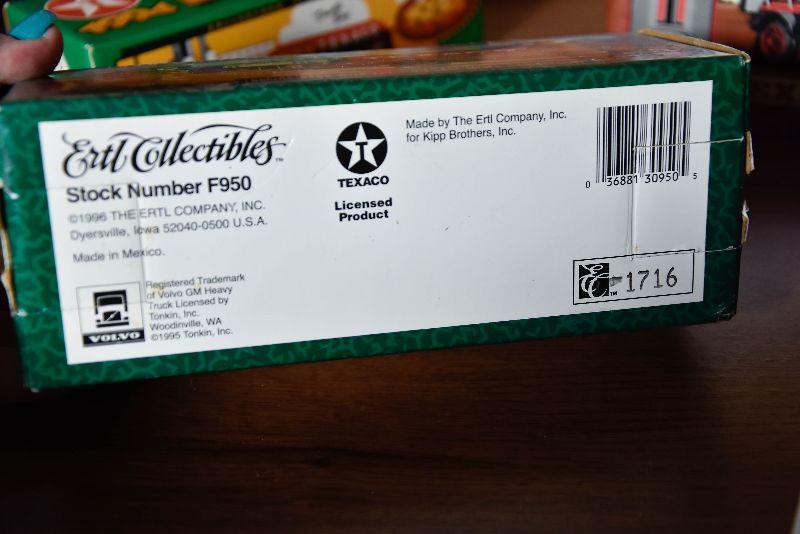 Ertl Collectibles™
Stock Number F950
©1996 THE ERTL COMPANY, INC.
Dyersville, Iowa 52040-0500 U.S.A.
Made in Mexico.
VOLVO
Registered Trademark
of Volvo GM Heavy
Truck Licensed by
Tonkin, Inc.
Woodinville, WA
©1995 Tonkin, Inc.
T
TEXACO
Licensed
Product
Made by The Ertl Company, Inc.
for Kipp Brothers, Inc.
0 36881 30950 5
EC™ -1716